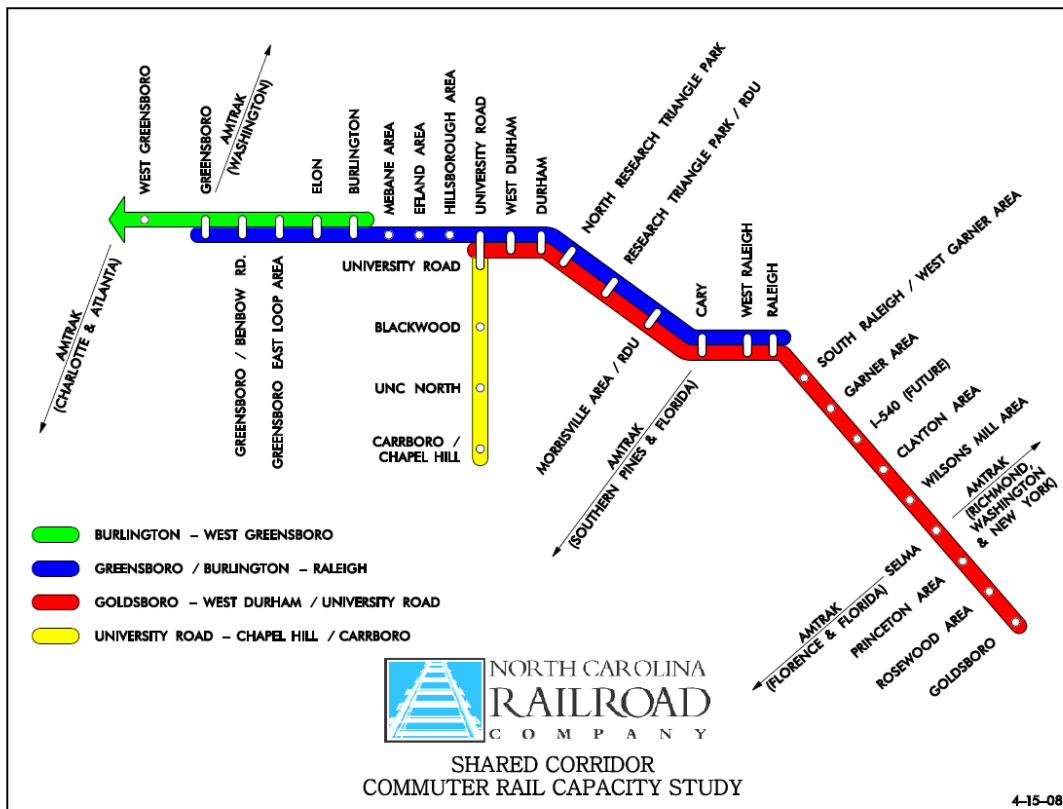 WEST GREENSBORO
GREENSBORO
AMTRAK
(WASHINGTON)
ELON
BURLINGTON
MEBANE AREA
EFLAND AREA
HILLSBOROUGH AREA
UNIVERSITY ROAD
WEST DURHAM
DURHAM
NORTH RESEARCH TRIANGLE PARK
RESEARCH TRIANGLE PARK / RDU
CARY
WEST RALEIGH
RALEIGH
SOUTH RALEIGH / WEST GARNER AREA
GARNER AREA
I-540 (FUTURE)
CLAYTON AREA
WILSONS MILL AREA
AMTRAK
(RICHMOND,
WASHINGTON
& NEW YORK)
AMTRAK
(CHARLOTTE & ATLANTA)
GREENSBORO / BENBOW RD.
GREENSBORO EAST LOOP AREA
UNIVERSITY ROAD
BLACKWOOD
UNC NORTH
CARRBORO /
CHAPEL HILL
MORRISVILLE AREA / RDU
AMTRAK
(SOUTHERN PINES & FLORIDA)
SELMA
AMTRAK
(FLORENCE & FLORIDA)
PRINCETON AREA
ROSEWOOD AREA
GOLDSBORO
BURLINGTON – WEST GREENSBORO
GREENSBORO / BURLINGTON – RALEIGH
GOLDSBORO – WEST DURHAM / UNIVERSITY ROAD
UNIVERSITY ROAD – CHAPEL HILL / CARRBORO
NORTH CAROLINA
RAILROAD
COMPANY
SHARED CORRIDOR
COMMUTER RAIL CAPACITY STUDY
4-15-08